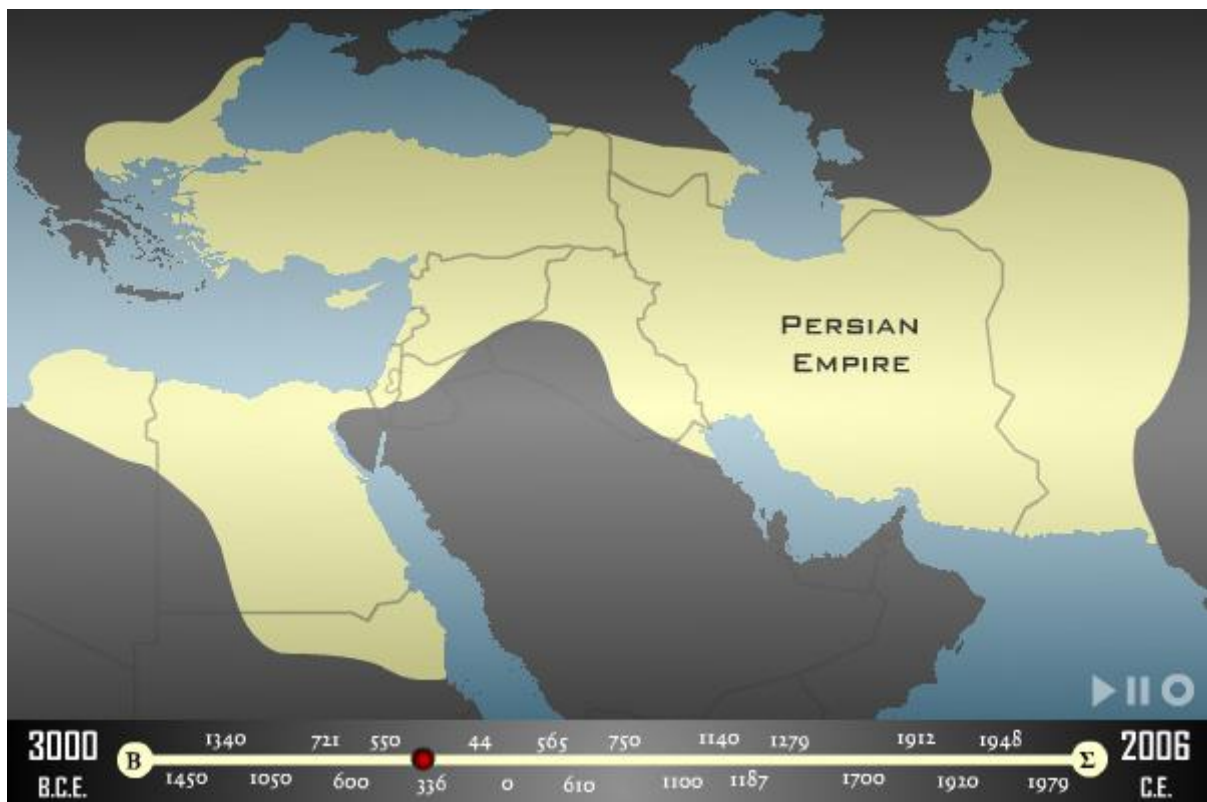 PERSIAN
EMPIRE
3000
B.C.E.
B
1340 721 550 44 565 750 1140 1279 1912 1948
1450 1050 600 336 0 610 1100 1187 1700 1920 1979
Σ
2006
C.E.